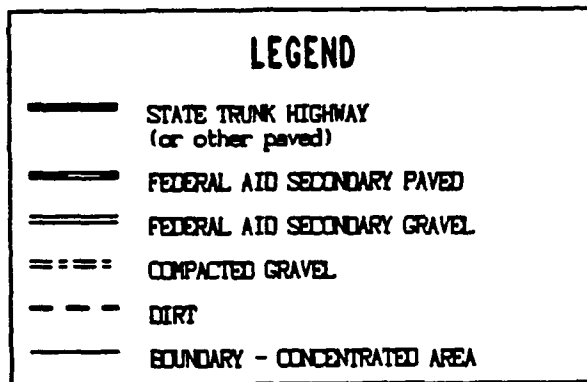 LEGEND
STATE TRUNK HIGHWAY
(or other paved)
FEDERAL AID SECONDARY PAVED
FEDERAL AID SECONDARY GRAVEL
COMPACTED GRAVEL
DIRT
BOUNDARY - CONCENTRATED AREA